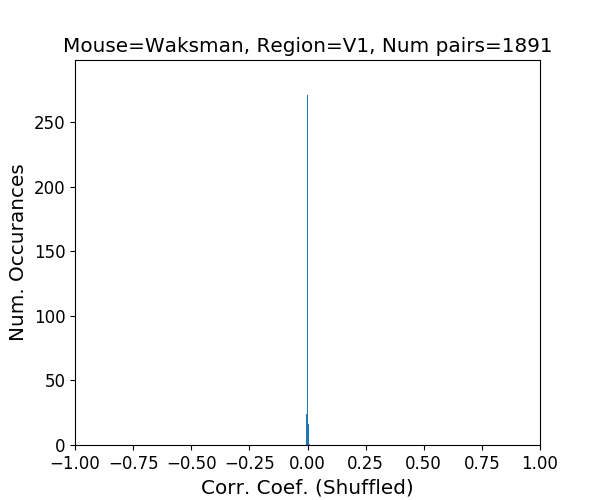 Mouse=Waksman, Region=V1, Num pairs=1891
Num. Occurances
250
200
150
100
50
0
−1.00 −0.75 −0.50 −0.25 0.00 0.25 0.50 0.75 1.00
Corr. Coef. (Shuffled)